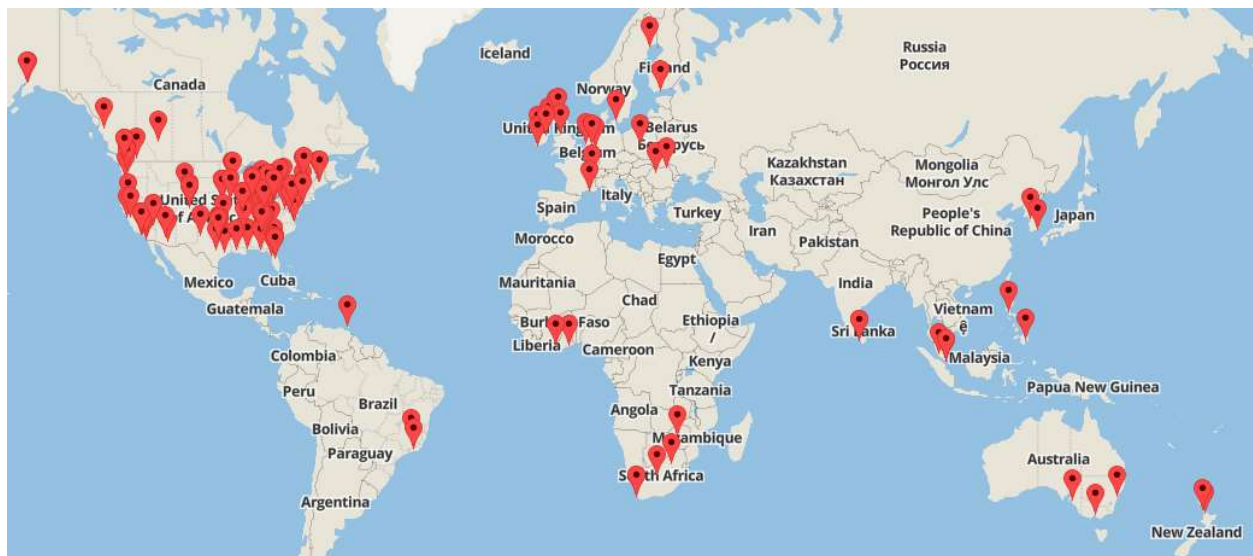 Iceland
Russia
Россия
Canada
Finland
Norway
United Kingdom
Belarus
Беларусь
Belgium
Kazakhstan
Казахстан
Mongolia
Монгол Улс
United States
of America
Italy
Spain
Turkey
People's
Republic of China
Japan
Iran
Morocco
Pakistan
Egypt
Mexico
Cuba
Mauritania
India
Guatemala
Chad
Vietnam
Burkina Faso
Ethiopia
/
Sri Lanka
Liberia
Cameroon
Colombia
Kenya
Malaysia
Peru
Tanzania
Papua New Guinea
Brazil
Angola
Bolivia
Mozambique
Paraguay
Australia
South Africa
Argentina
New Zealand